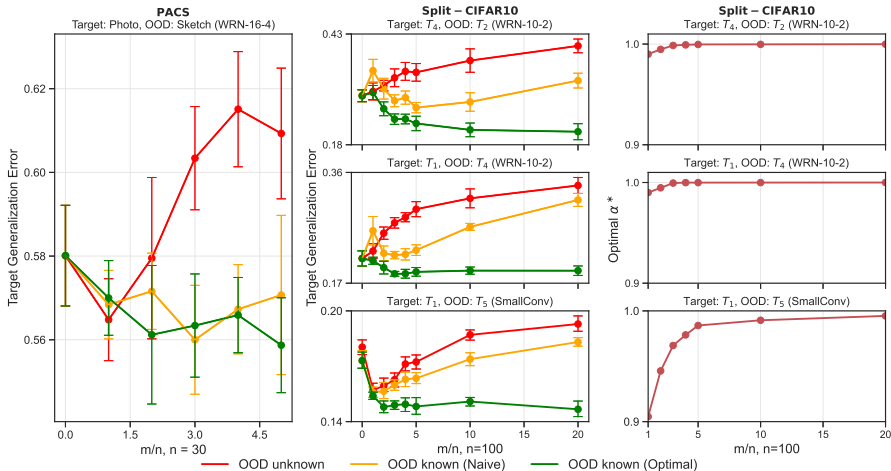 PACS
Target: Photo, OOD: Sketch (WRN-16-4)
Target Generalization Error
0.62
0.60
0.58
0.56
0.0
1.5
3.0
4.5
m/n, n = 30
Split − CIFAR10
Target: T4, OOD: T2 (WRN-10-2)
0.43
0.18
Target: T1, OOD: T4 (WRN-10-2)
0.36
0.17
Target Generalization Error
Target: T1, OOD: T5 (SmallConv)
0.20
0.14
0
5
10
15
20
m/n, n=100
Split − CIFAR10
Target: T4, OOD: T2 (WRN-10-2)
1.0
0.9
Target: T1, OOD: T4 (WRN-10-2)
1.0
0.9
Optimal α*
Target: T1, OOD: T5 (SmallConv)
1.0
0.9
1
5
10
15
20
m/n, n=100
OOD unknown
OOD known (Naive)
OOD known (Optimal)